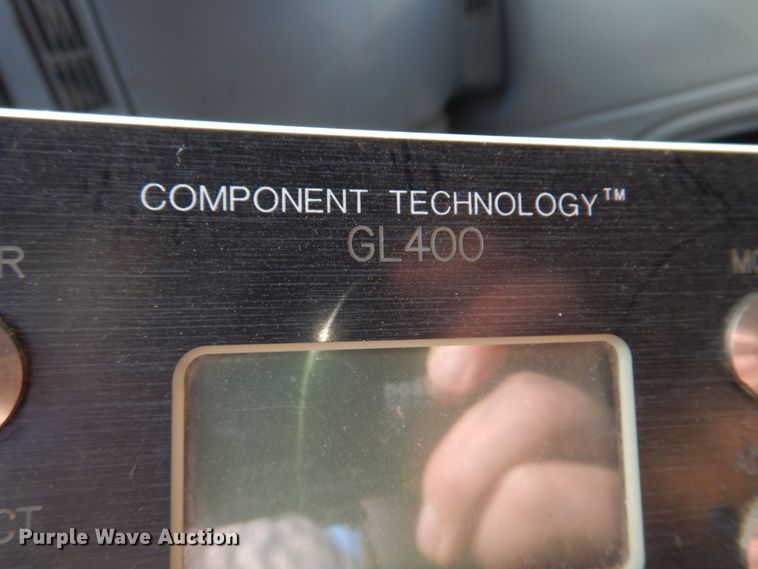 COMPONENT TECHNOLOGY™
GL400
Purple Wave Auction